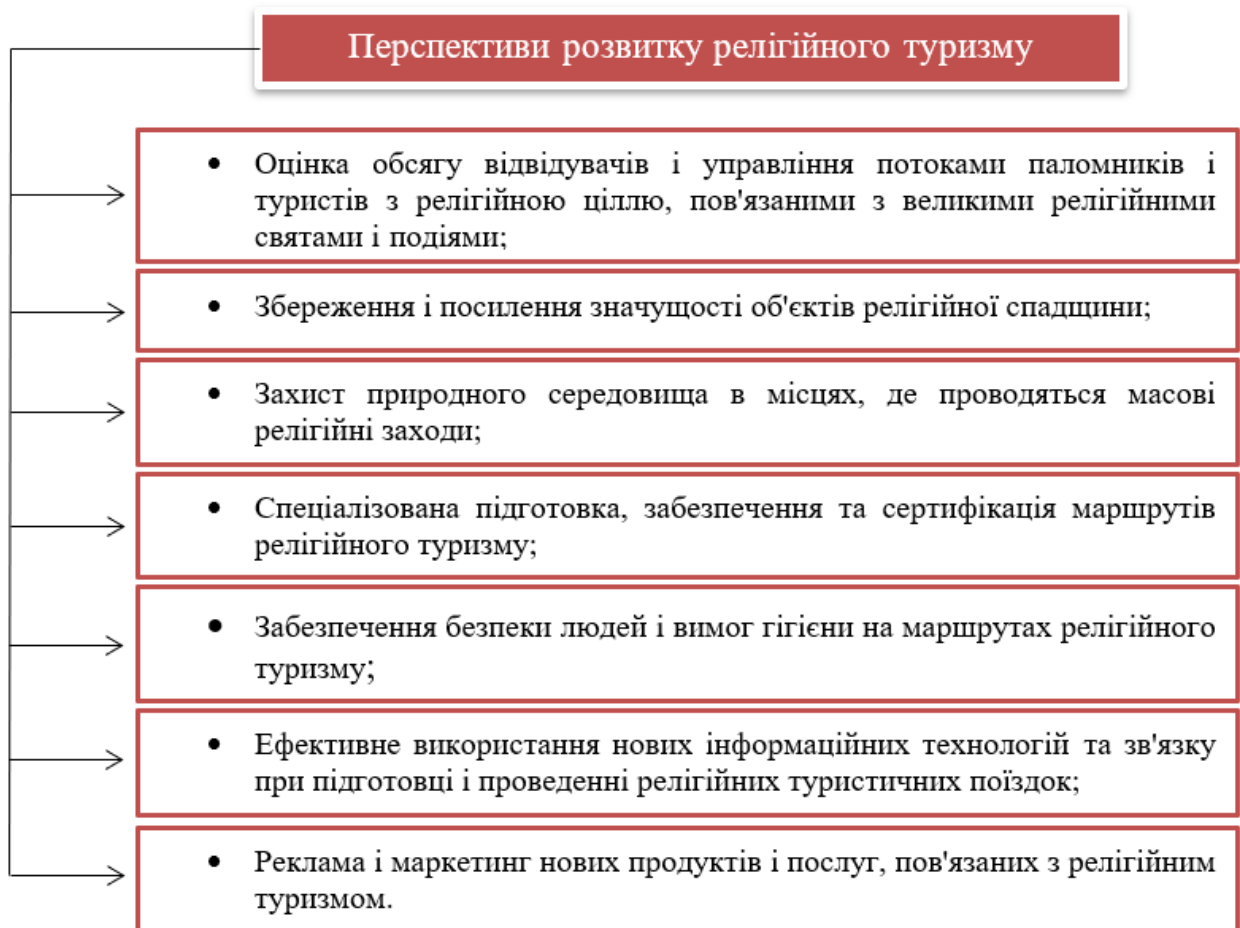 Перспективи розвитку релігійного туризму
• Оцінка обсягу відвідувачів і управління потоками паломників і
туристів з релігійною ціллю, пов'язаними з великими релігійними
святами і подіями;
• Збереження і посилення значущості об'єктів релігійної спадщини;
• Захист природного середовища в місцях, де проводяться масові
релігійні заходи;
• Спеціалізована підготовка, забезпечення та сертифікація маршрутів
релігійного туризму;
• Забезпечення безпеки людей і вимог гігієни на маршрутах релігійного
туризму;
• Ефективне використання нових інформаційних технологій та зв'язку
при підготовці і проведенні релігійних туристичних поїздок;
• Реклама і маркетинг нових продуктів і послуг, пов'язаних з релігійним
туризмом.